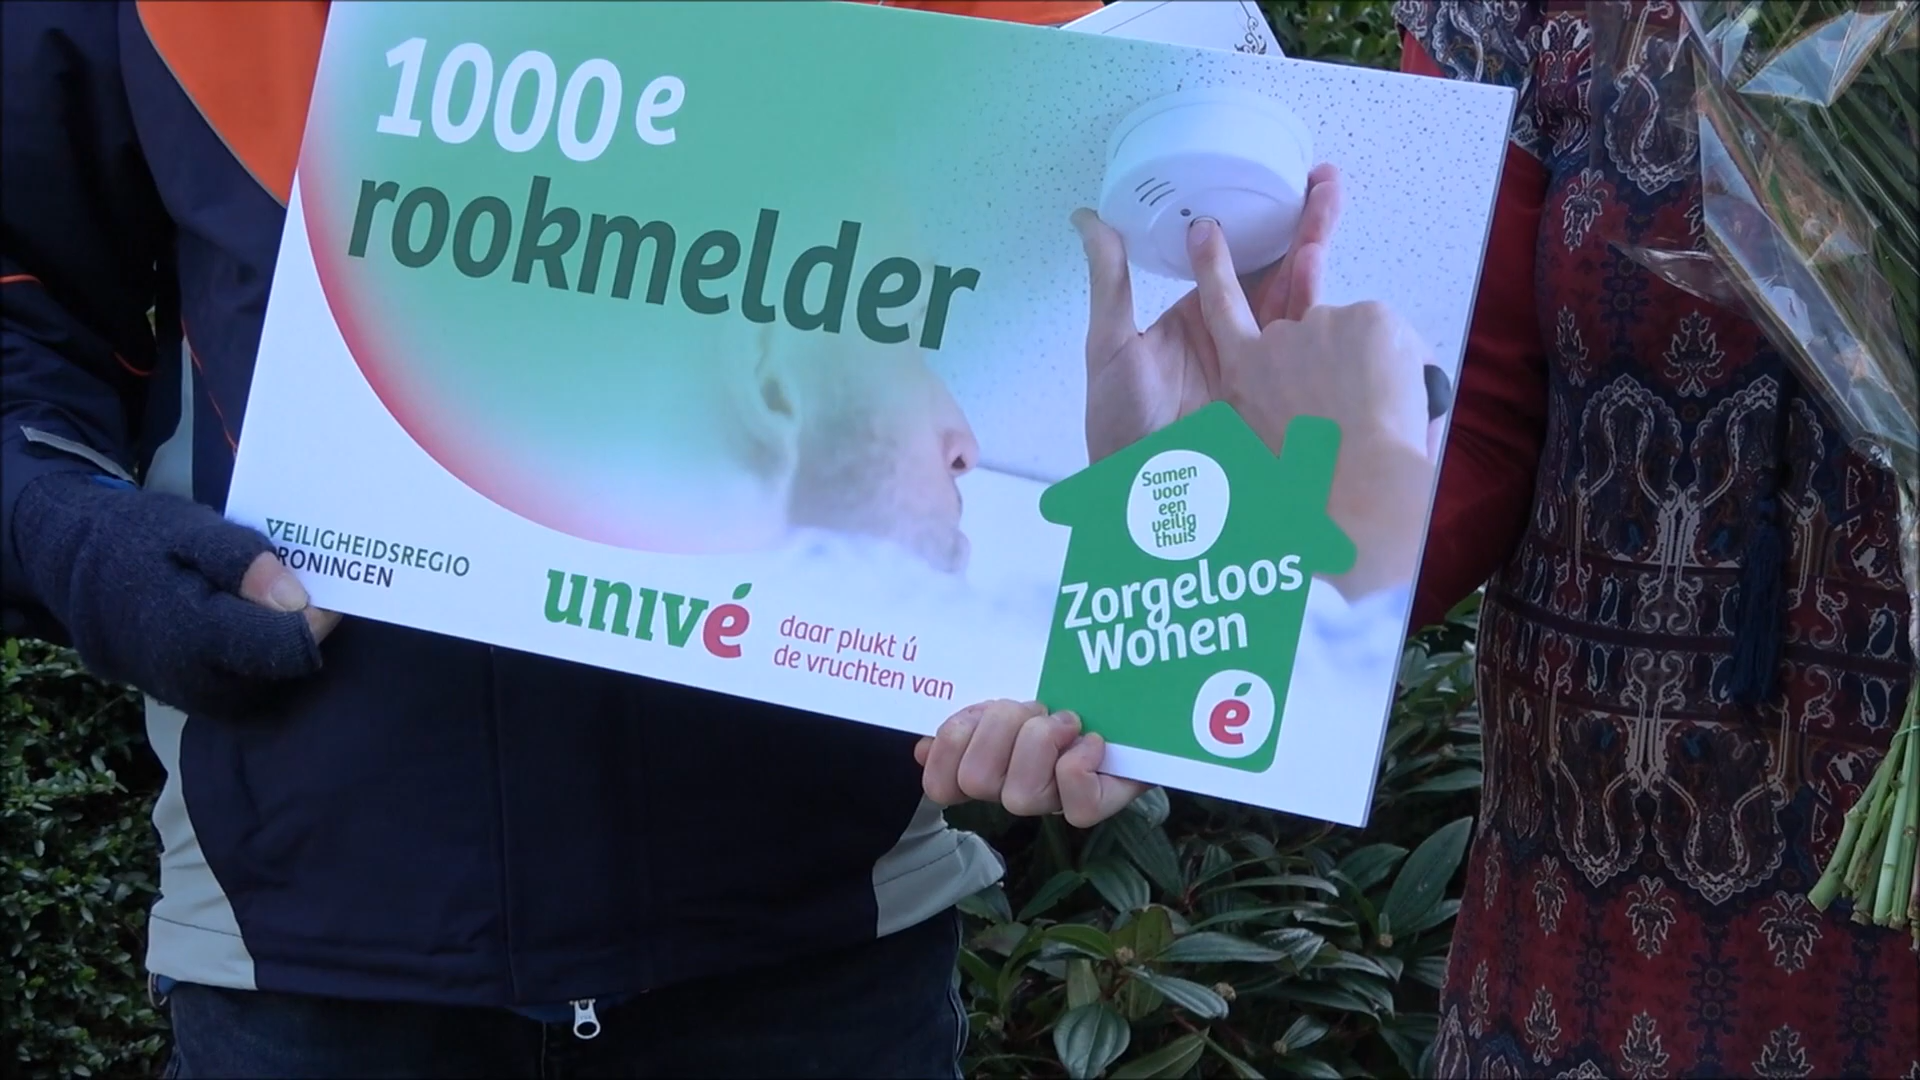 1000e
rookmelder
Samen
voor
een
veilig
thuis
Zorgeloos
Wonen
é
VEILIGHEIDSREGIO
RONINGEN
univé
daar plukt ú
de vruchten van